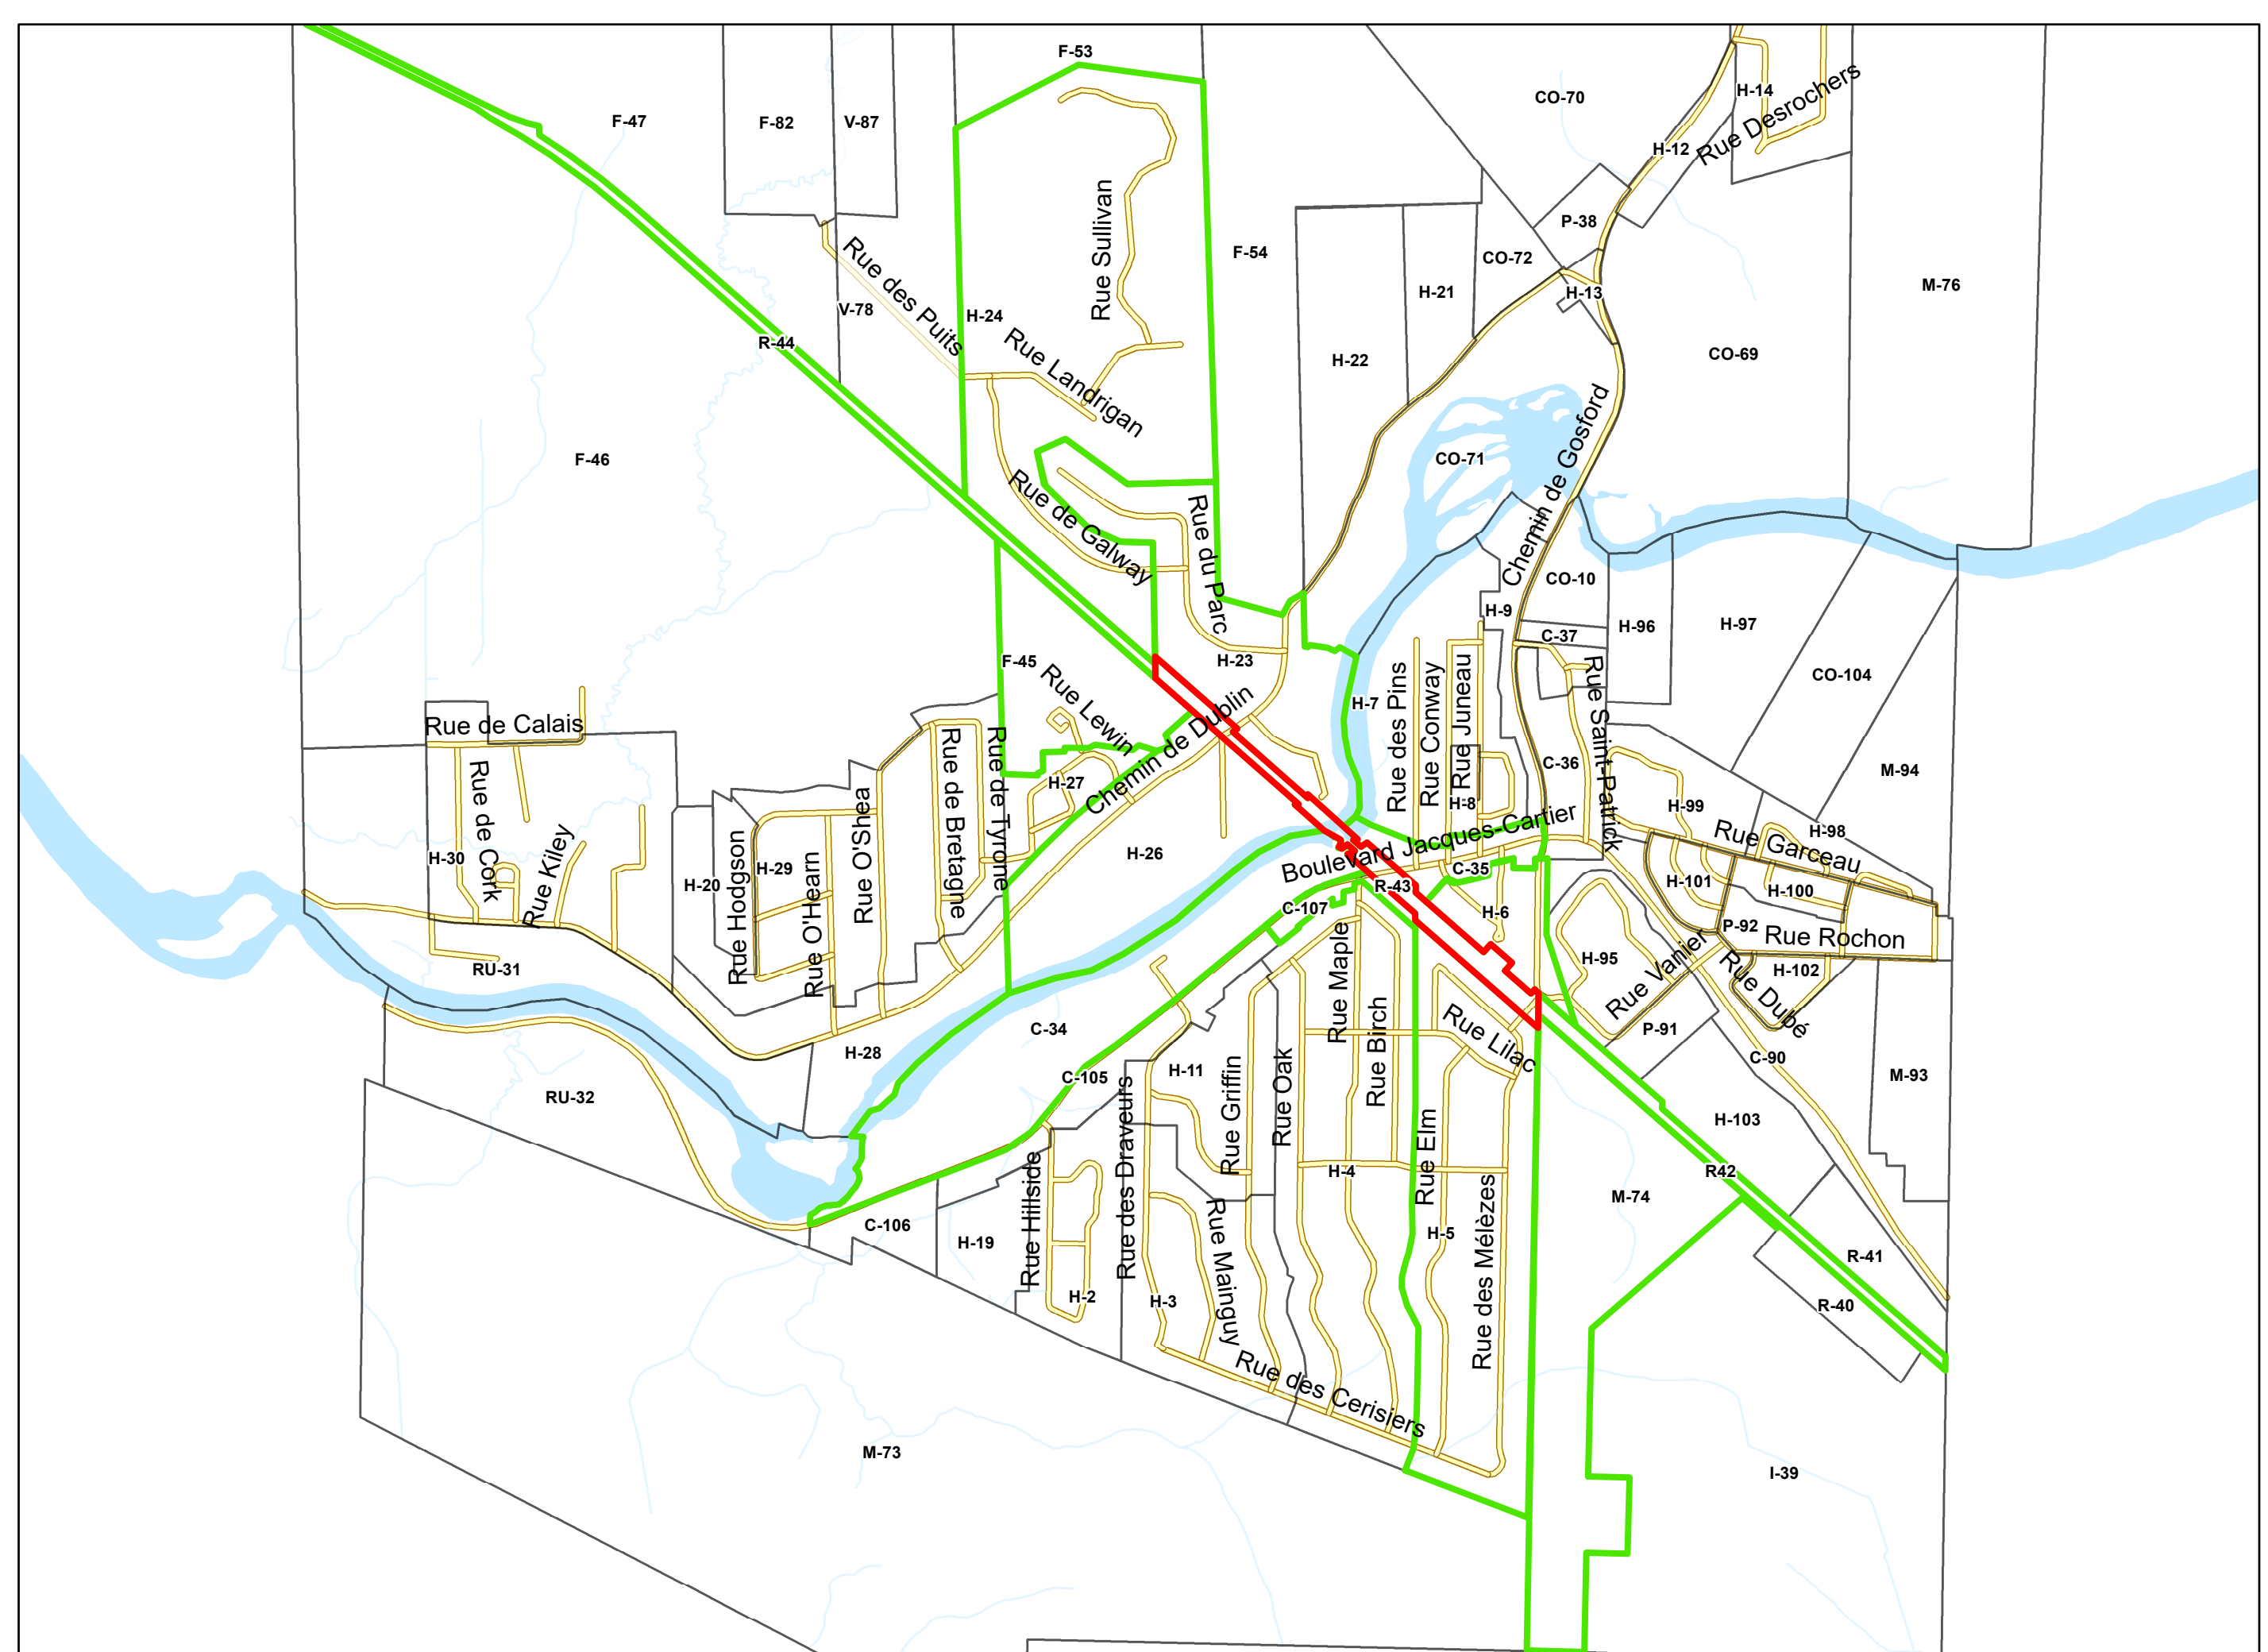 F-53
H-14
CO-70
F-47
F-82
V-87
Rue Desrochers
H-12
P-38
Rue Sullivan
F-54
CO-72
Rue des Puits
M-76
H-21
H-13
V-78
H-24
R-44
Rue Landrigan
H-22
CO-69
Chemin de Gosford
F-46
CO-71
Rue de Galway
Rue du Parc
CO-10
H-9
H-96
H-97
C-37
F-45
Rue Lewin
H-23
CO-104
Rue des Pins
Rue Conway
Rue Juneau
Rue Saint-Patrick
H-7
Rue de Calais
Chemin de Dublin
C-36
M-94
Rue de Cork
Rue de Bretagne
Rue de Tyrone
H-27
H-8
H-99
Boulevard Jacques-Cartier
Rue Garceau
H-98
H-30
Rue Kiley
H-20
Rue Hodgson
H-29
Rue O'Hearn
Rue O'Shea
H-26
C-35
R-43
H-101
H-100
C-107
H-6
P-92
Rue Rochon
RU-31
Rue Maple
H-95
Rue Vanier
H-102
Rue Dubé
C-34
Rue Birch
Rue Lilac
P-91
H-28
C-90
RU-32
C-105
H-11
Rue Griffin
Rue Oak
M-93
Rue des Draveurs
Rue Elm
H-103
H-4
R42
M-74
Rue Hillside
C-106
H-19
Rue Mainguy
H-5
Rue des Mélèzes
R-41
H-2
H-3
R-40
Rue des Cerisiers
M-73
I-39